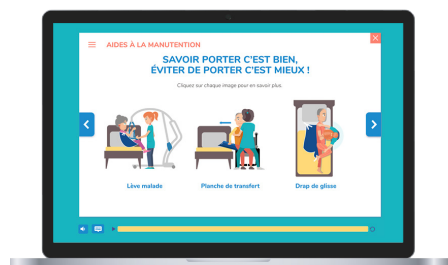 AIDES À LA MANUTENTION
SAVOIR PORTER C'EST BIEN,
ÉVITER DE PORTER C'EST MIEUX !
Cliquez sur chaque image pour en savoir plus.
Lève malade
Planche de transfert
Drap de glisse